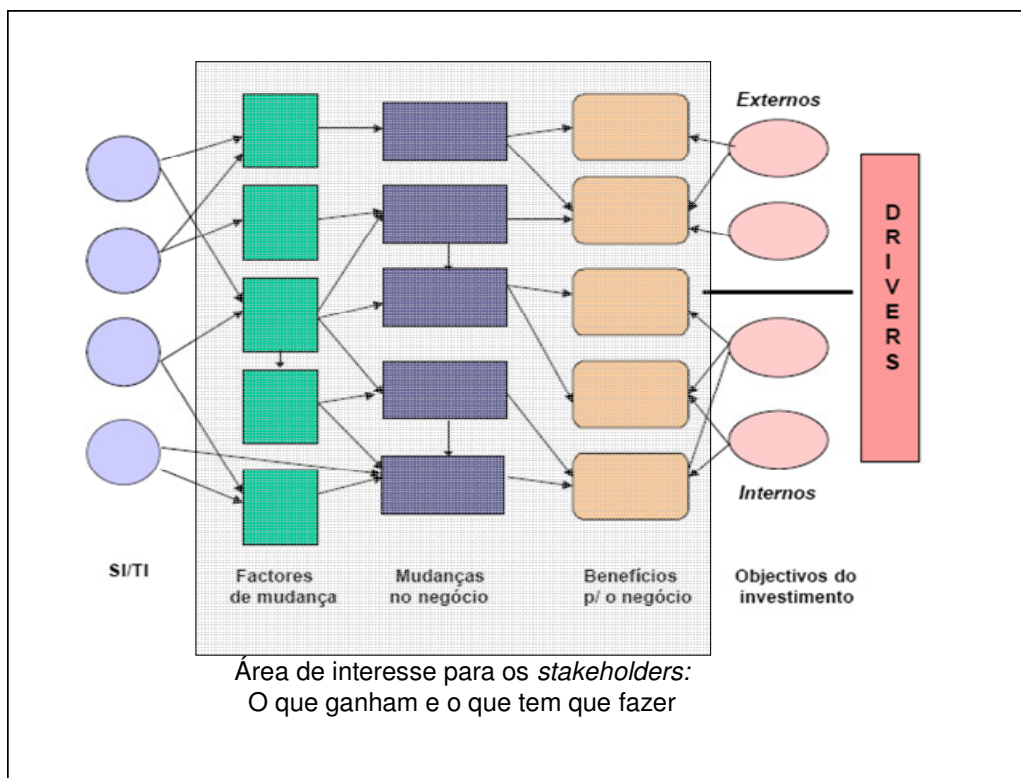 Externos
D
R
I
V
E
R
S
Internos
SI/TI
Factores
de mudança
Mudanças
no negócio
Benefícios
p/ o negócio
Objectivos do
investimento
Área de interesse para os stakeholders:
O que ganham e o que tem que fazer